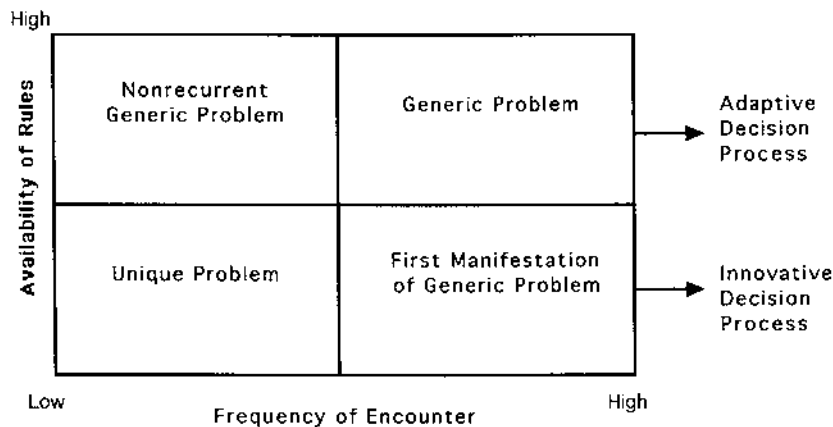 High
Availability of Rules
Nonrecurrent
Generic Problem
Generic Problem
Adaptive
Decision
Process
Unique Problem
First Manifestation
of Generic Problem
Innovative
Decision
Process
Low
Frequency of Encounter
High